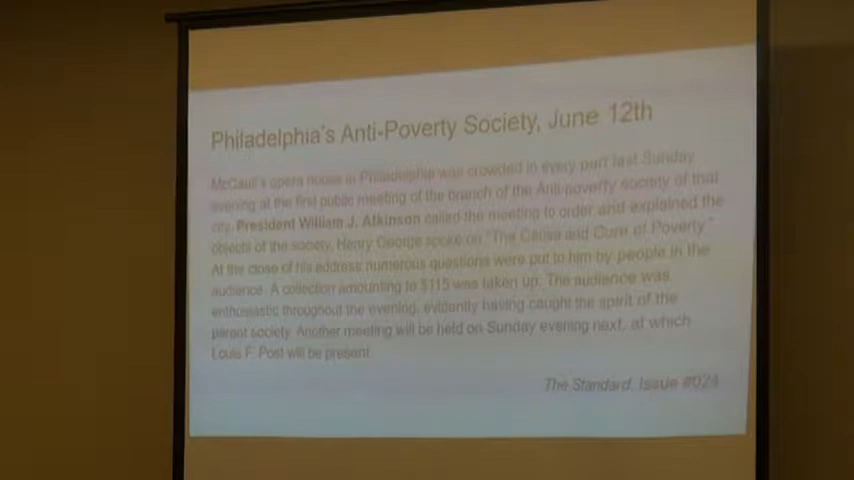 Philadelphia's Anti-Poverty Society, June 12th
McCaull's opera house in Philadelphia was crowded in every part last Sunday
evening at the first public meeting of the branch of the Anti-poverty society of that
city. President William J. Atkinson called the meeting to order and explained the
objects of the society. Henry George spoke on "The Cause and Cure of Poverty."
At the close of his address numerous questions were put to him by people in the
audience. A collection amounting to $115 was taken up. The audience was
enthusiastic throughout the evening, evidently having caught the spirit of the
parent society. Another meeting will be held on Sunday evening next, at which
Louis F. Post will be present.
The Standard, Issue #024